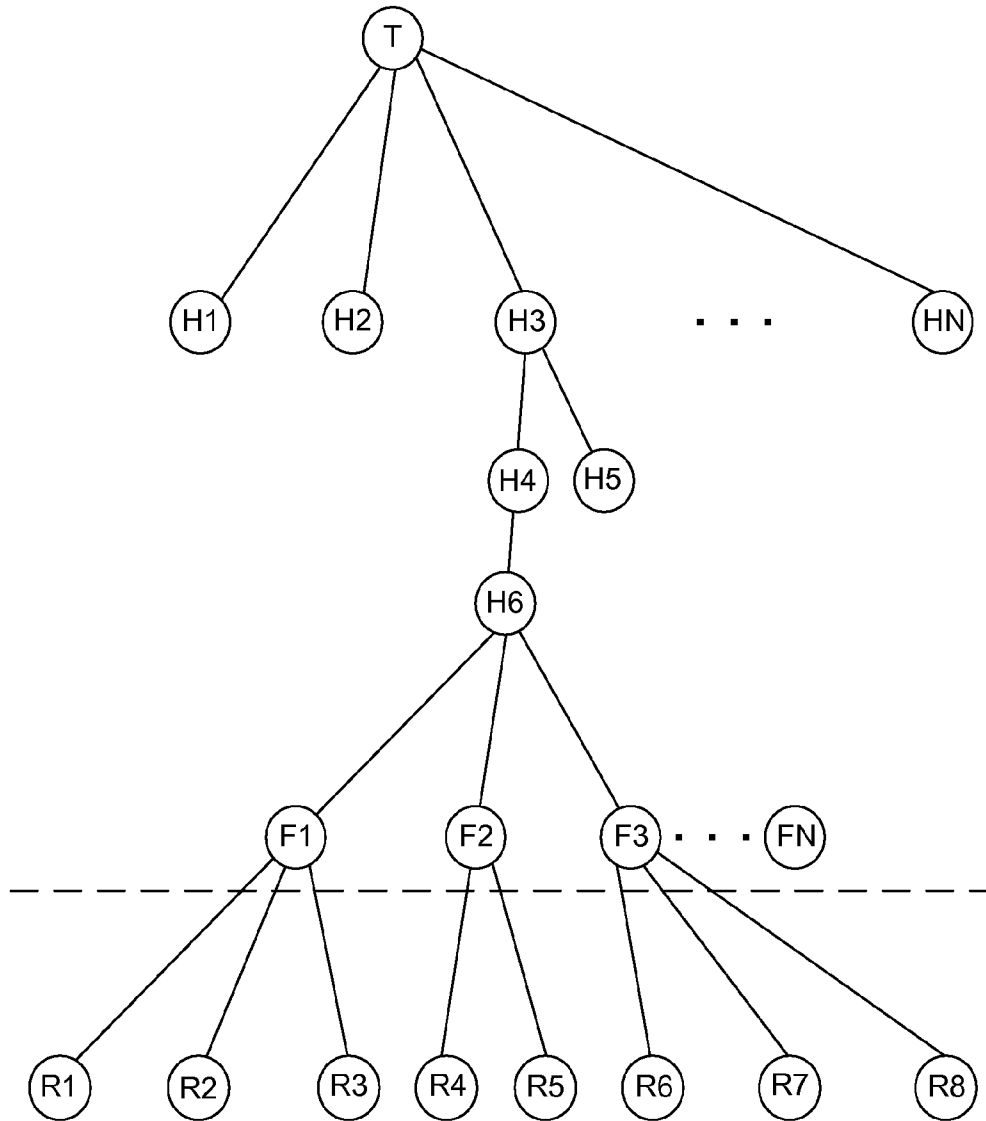 T
H1 H2 H3 . . . HN
H4 H5
H6
F1 F2 F3 . . . FN
R1 R2 R3 R4 R5 R6 R7 R8